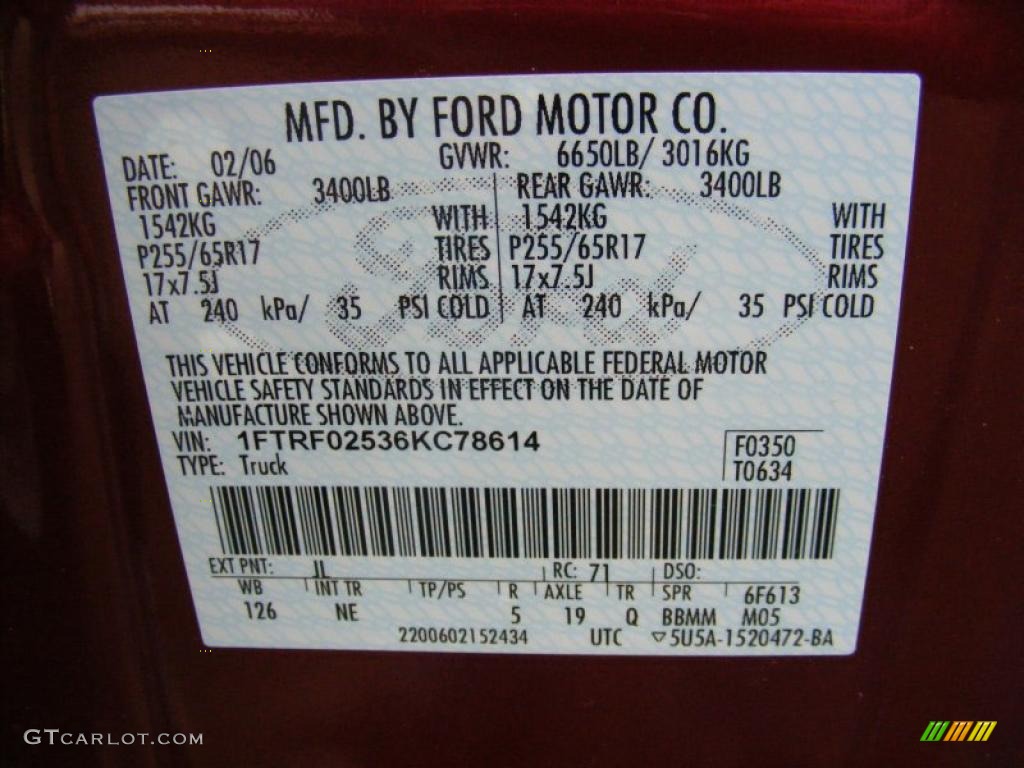 MFD. BY FORD MOTOR CO.
DATE: 02/06 GVWR: 6650LB/ 3016KG
FRONT GAWR: 3400LB REAR GAWR: 3400LB
1542KG WITH 1542KG WITH
P255/65R17 TIRES P255/65R17 TIRES
17x7.5J RIMS 17x7.5J RIMS
AT 240 kPa/ 35 PSI COLD AT 240 kPa/ 35 PSI COLD
THIS VEHICLE CONFORMS TO ALL APPLICABLE FEDERAL MOTOR
VEHICLE SAFETY STANDARDS IN EFFECT ON THE DATE OF
MANUFACTURE SHOWN ABOVE.
VIN: 1FTRF02536KC78614 F0350
TYPE: Truck T0634
EXT PNT: JL RC: 71 DSO:
WB INT TR TP/PS R AXLE TR SPR 6F613
126 NE 5 19 Q BBMM M05
2200602152434 UTC ▽5U5A-1520472-BA
Ford
GTCARLOT.COM